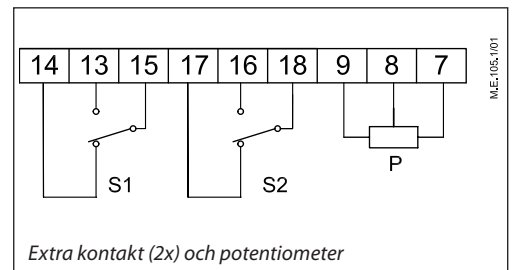 14 13 15 17 16 18 9 8 7
S1 S2 P
M.E.105.1/01
Extra kontakt (2x) och potentiometer